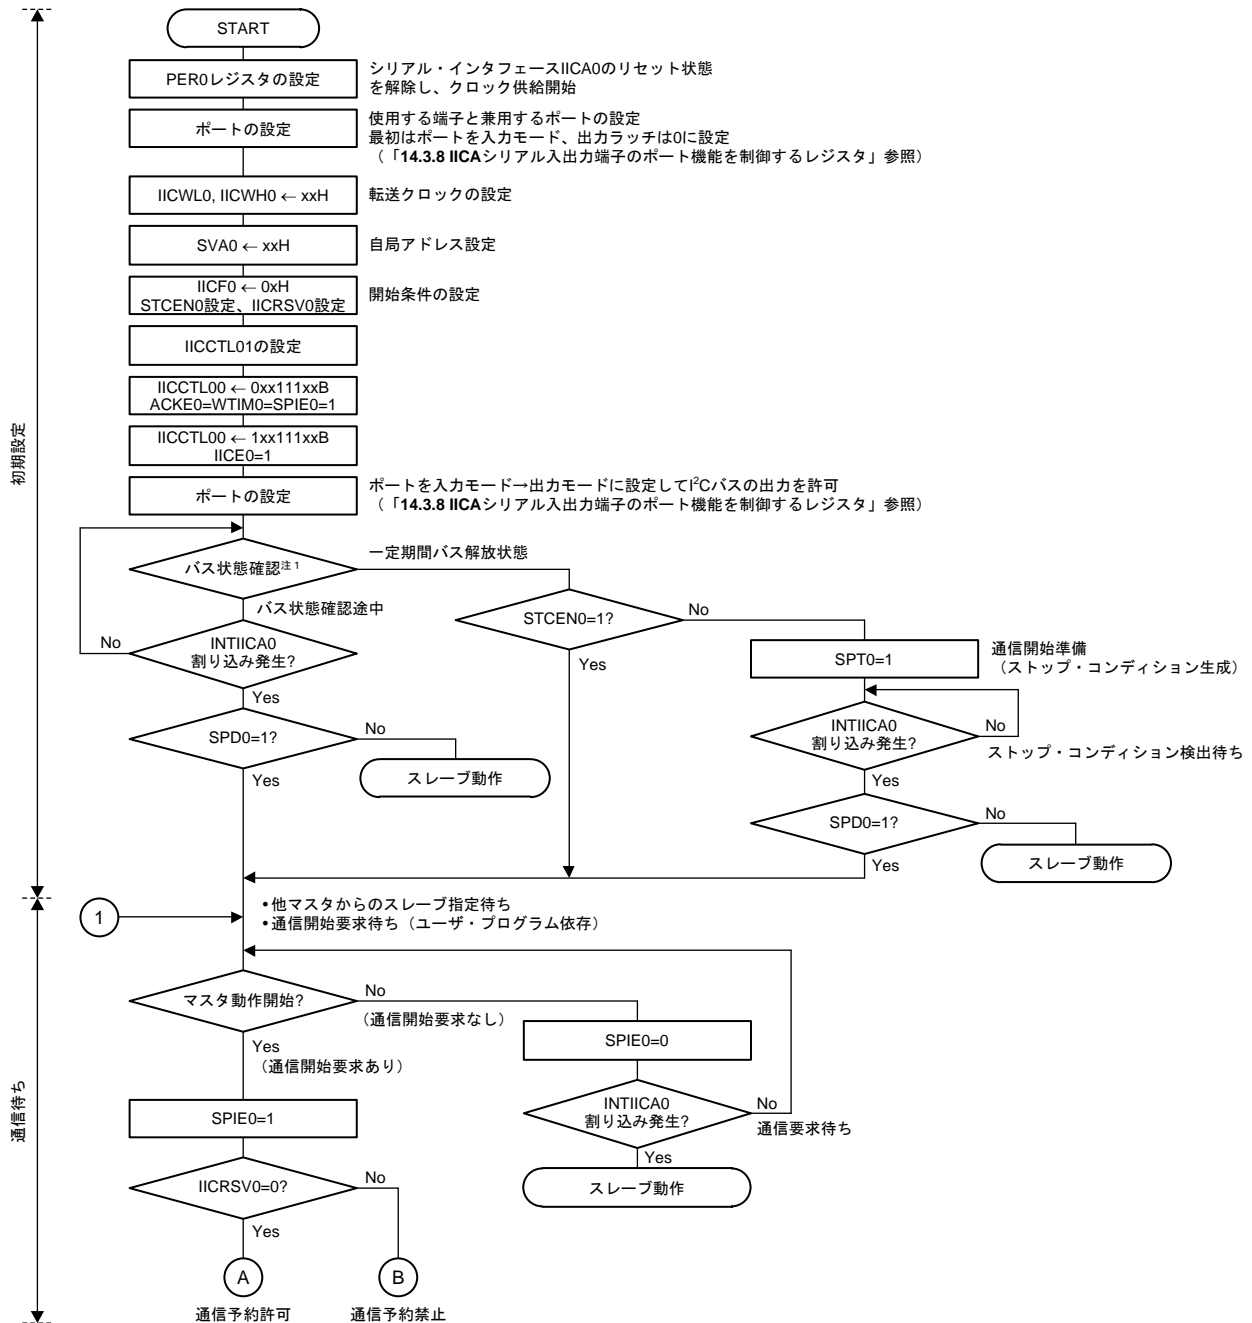 START
PER0レジスタの設定
シリアル・インタフェースIICA0のリセット状態
を解除し、クロック供給開始
ポートの設定
使用する端子と兼用するポートの設定
最初はポートを入力モード、出力ラッチは0に設定
（「14.3.8 IICAシリアル入出力端子のポート機能を制御するレジスタ」参照）
IICWL0, IICWH0 ← xxH
転送クロックの設定
SVA0 ← xxH
自局アドレス設定
IICF0 ← 0xH
STCEN0設定、IICRSV0設定
開始条件の設定
IICCTL01の設定
IICCTL00 ← 0xx111xxB
ACKE0=WTIM0=SPIE0=1
IICCTL00 ← 1xx111xxB
IICE0=1
初期設定
ポートの設定
ポートを入力モード→出力モードに設定してI²Cバスの出力を許可
（「14.3.8 IICAシリアル入出力端子のポート機能を制御するレジスタ」参照）
バス状態確認注1
一定期間バス解放状態
バス状態確認途中
STCEN0=1?
No
Yes
INTIICA0
割り込み発生?
No
Yes
SPT0=1
通信開始準備
（ストップ・コンディション生成）
INTIICA0
割り込み発生?
No
ストップ・コンディション検出待ち
Yes
SPD0=1?
No
スレーブ動作
Yes
SPD0=1?
No
スレーブ動作
Yes
1
•他マスタからのスレーブ指定待ち
•通信開始要求待ち（ユーザ・プログラム依存）
マスタ動作開始?
No
（通信開始要求なし）
Yes
（通信開始要求あり）
SPIE0=0
INTIICA0
割り込み発生?
No
通信要求待ち
Yes
スレーブ動作
通信待ち
SPIE0=1
IICRSV0=0?
No
Yes
A
B
通信予約許可
通信予約禁止